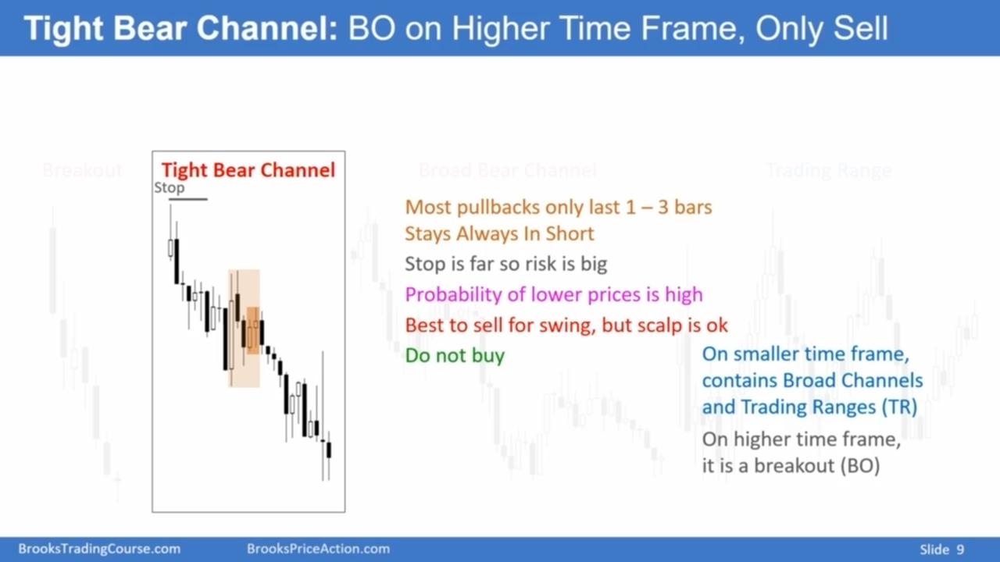 Tight Bear Channel: BO on Higher Time Frame, Only Sell
Breakout
Tight Bear Channel
Broad Bear Channel
Trading Range
Stop
Most pullbacks only last 1 – 3 bars
Stays Always In Short
Stop is far so risk is big
Probability of lower prices is high
Best to sell for swing, but scalp is ok
Do not buy
On smaller time frame,
contains Broad Channels
and Trading Ranges (TR)
On higher time frame,
it is a breakout (BO)
BrooksTradingCourse.com
BrooksPriceAction.com
Slide 9